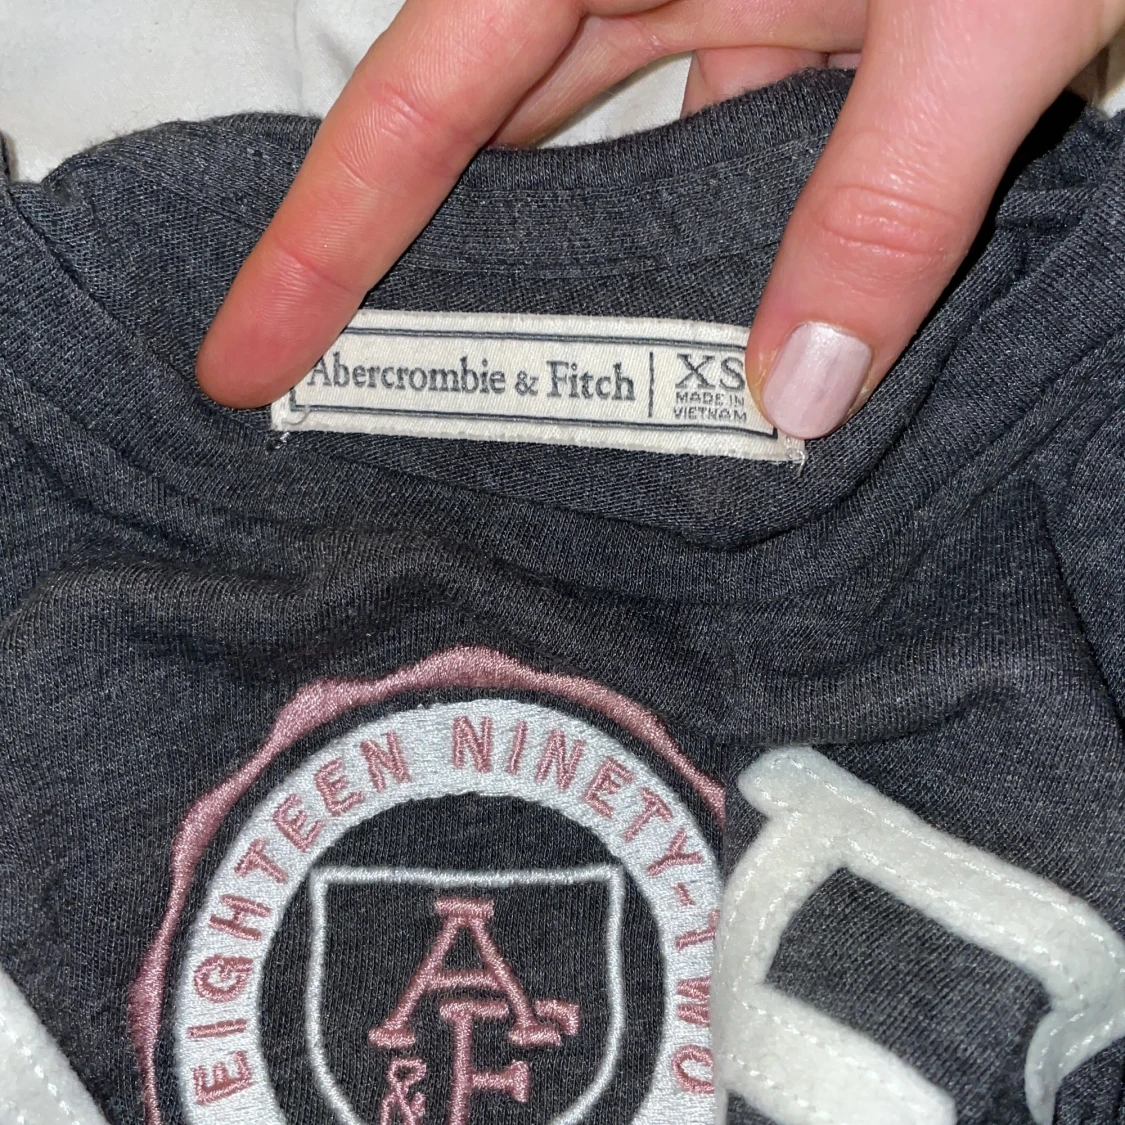 Abercrombie & Fitch
XS
MADE IN
VIETNAM
EIGHTEEN NINETY-TWO
A
& F